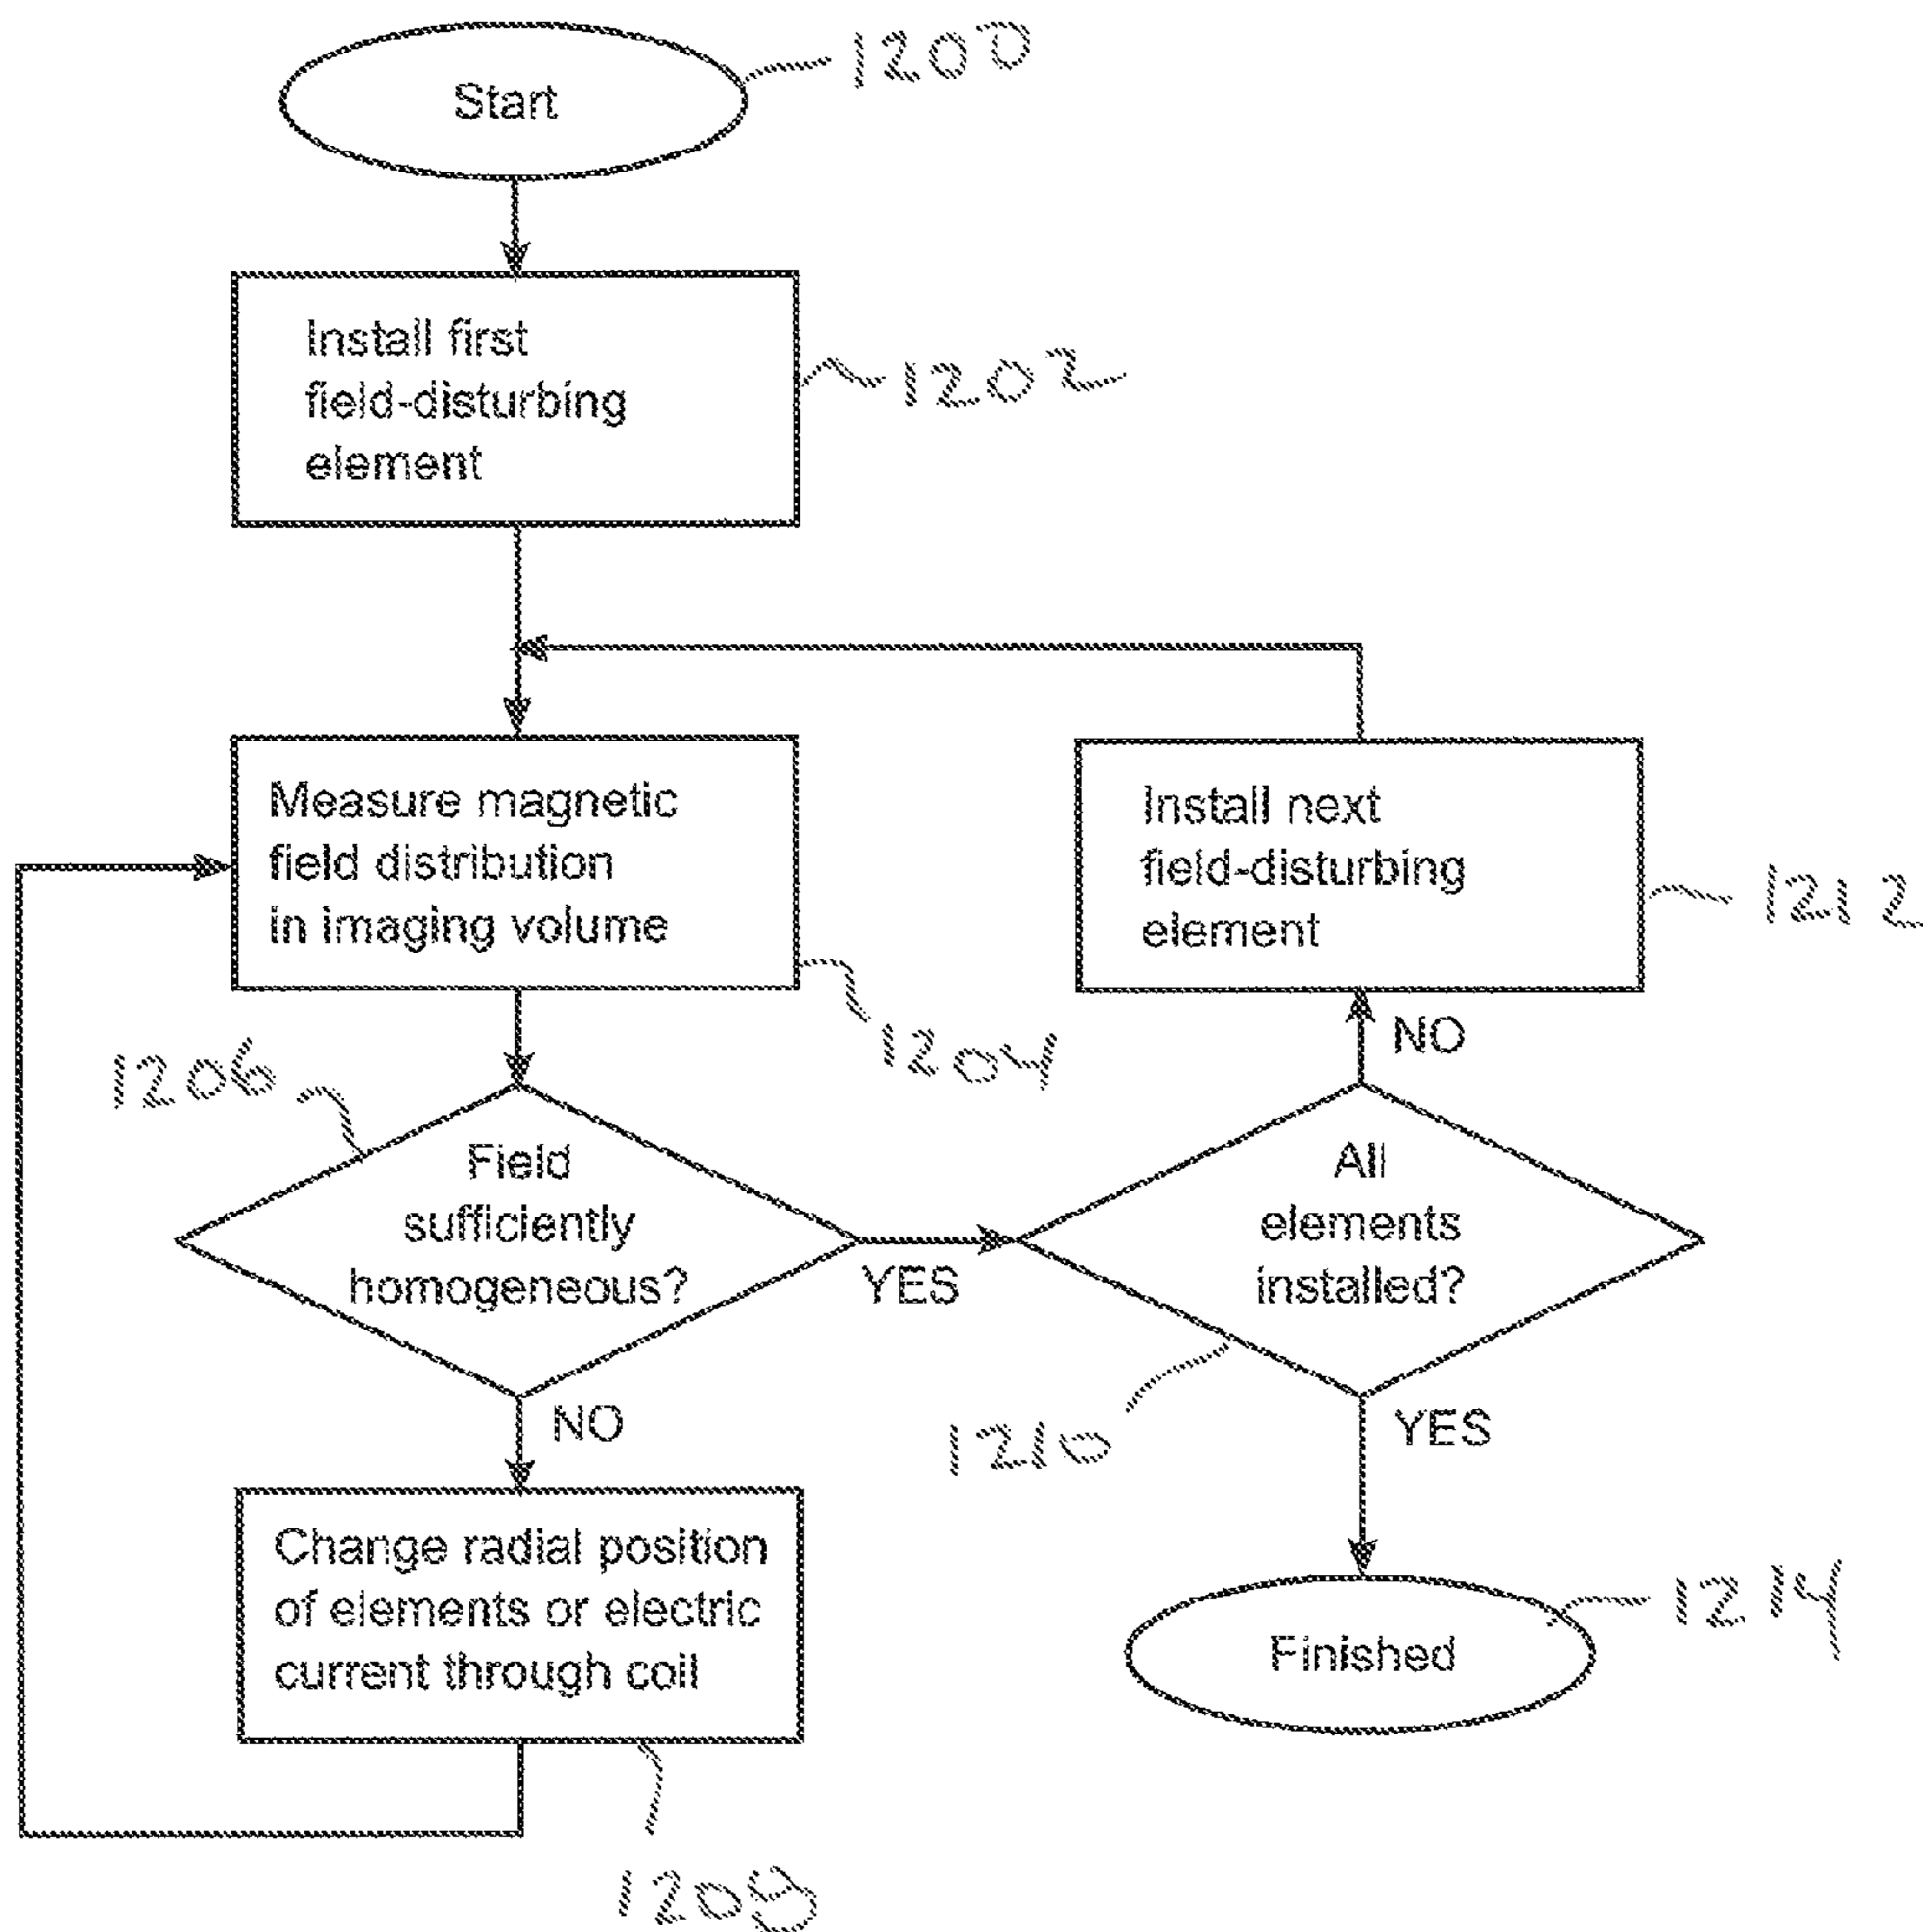 Start
1200
Install first
field-disturbing
element
1202
Measure magnetic
field distribution
in imaging volume
1204
Install next
field-disturbing
element
1212
NO
1206
Field
sufficiently
homogeneous?
YES
All
elements
installed?
1210
NO
YES
Change radial position
of elements or electric
current through coil
1208
Finished
1214